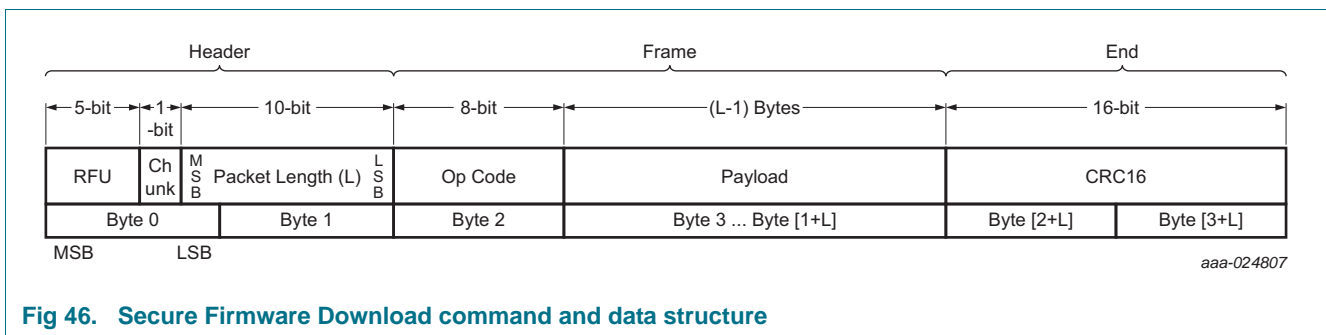 Header Frame End
5-bit 1 -bit 10-bit 8-bit (L-1) Bytes 16-bit
RFU Ch unk MSB Packet Length (L) LSB Op Code Payload CRC16
Byte 0 Byte 1 Byte 2 Byte 3 ... Byte [1+L] Byte [2+L] Byte [3+L]
MSB LSB
aaa-024807
Fig 46. Secure Firmware Download command and data structure